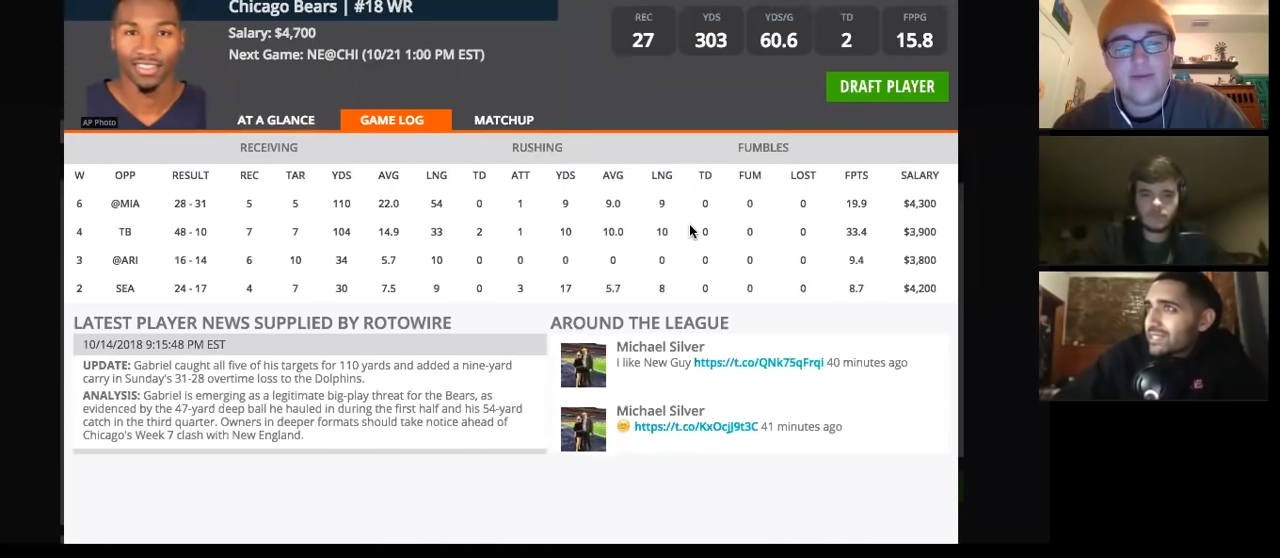 Chicago Bears | #18 WR
Salary: $4,700
Next Game: NE@CHI (10/21 1:00 PM EST)
REC YDS YDS/G TD FPPG
27 303 60.6 2 15.8
DRAFT PLAYER
AP Photo
AT A GLANCE GAME LOG MATCHUP
RECEIVING RUSHING FUMBLES
W OPP RESULT REC TAR YDS AVG LNG TD ATT YDS AVG LNG TD FUM LOST FPTS SALARY
6 @MIA 28 - 31 5 5 110 22.0 54 0 1 9 9.0 9 0 0 0 19.9 $4,300
4 TB 48 - 10 7 7 104 14.9 33 2 1 10 10.0 10 0 0 0 33.4 $3,900
3 @ARI 16 - 14 6 10 34 5.7 10 0 0 0 0 0 0 0 0 9.4 $3,800
2 SEA 24 - 17 4 7 30 7.5 9 0 3 17 5.7 8 0 0 0 8.7 $4,200
LATEST PLAYER NEWS SUPPLIED BY ROTOWIRE
10/14/2018 9:15:48 PM EST
UPDATE: Gabriel caught all five of his targets for 110 yards and added a nine-yard
carry in Sunday's 31-28 overtime loss to the Dolphins.
ANALYSIS: Gabriel is emerging as a legitimate big-play threat for the Bears, as
evidenced by the 47-yard deep ball he hauled in during the first half and his 54-yard
catch in the third quarter. Owners in deeper formats should take notice ahead of
Chicago's Week 7 clash with New England.
AROUND THE LEAGUE
Michael Silver
I like New Guy https://t.co/QNk75qFrqi 40 minutes ago
Michael Silver
https://t.co/KxOcjJ9t3C 41 minutes ago